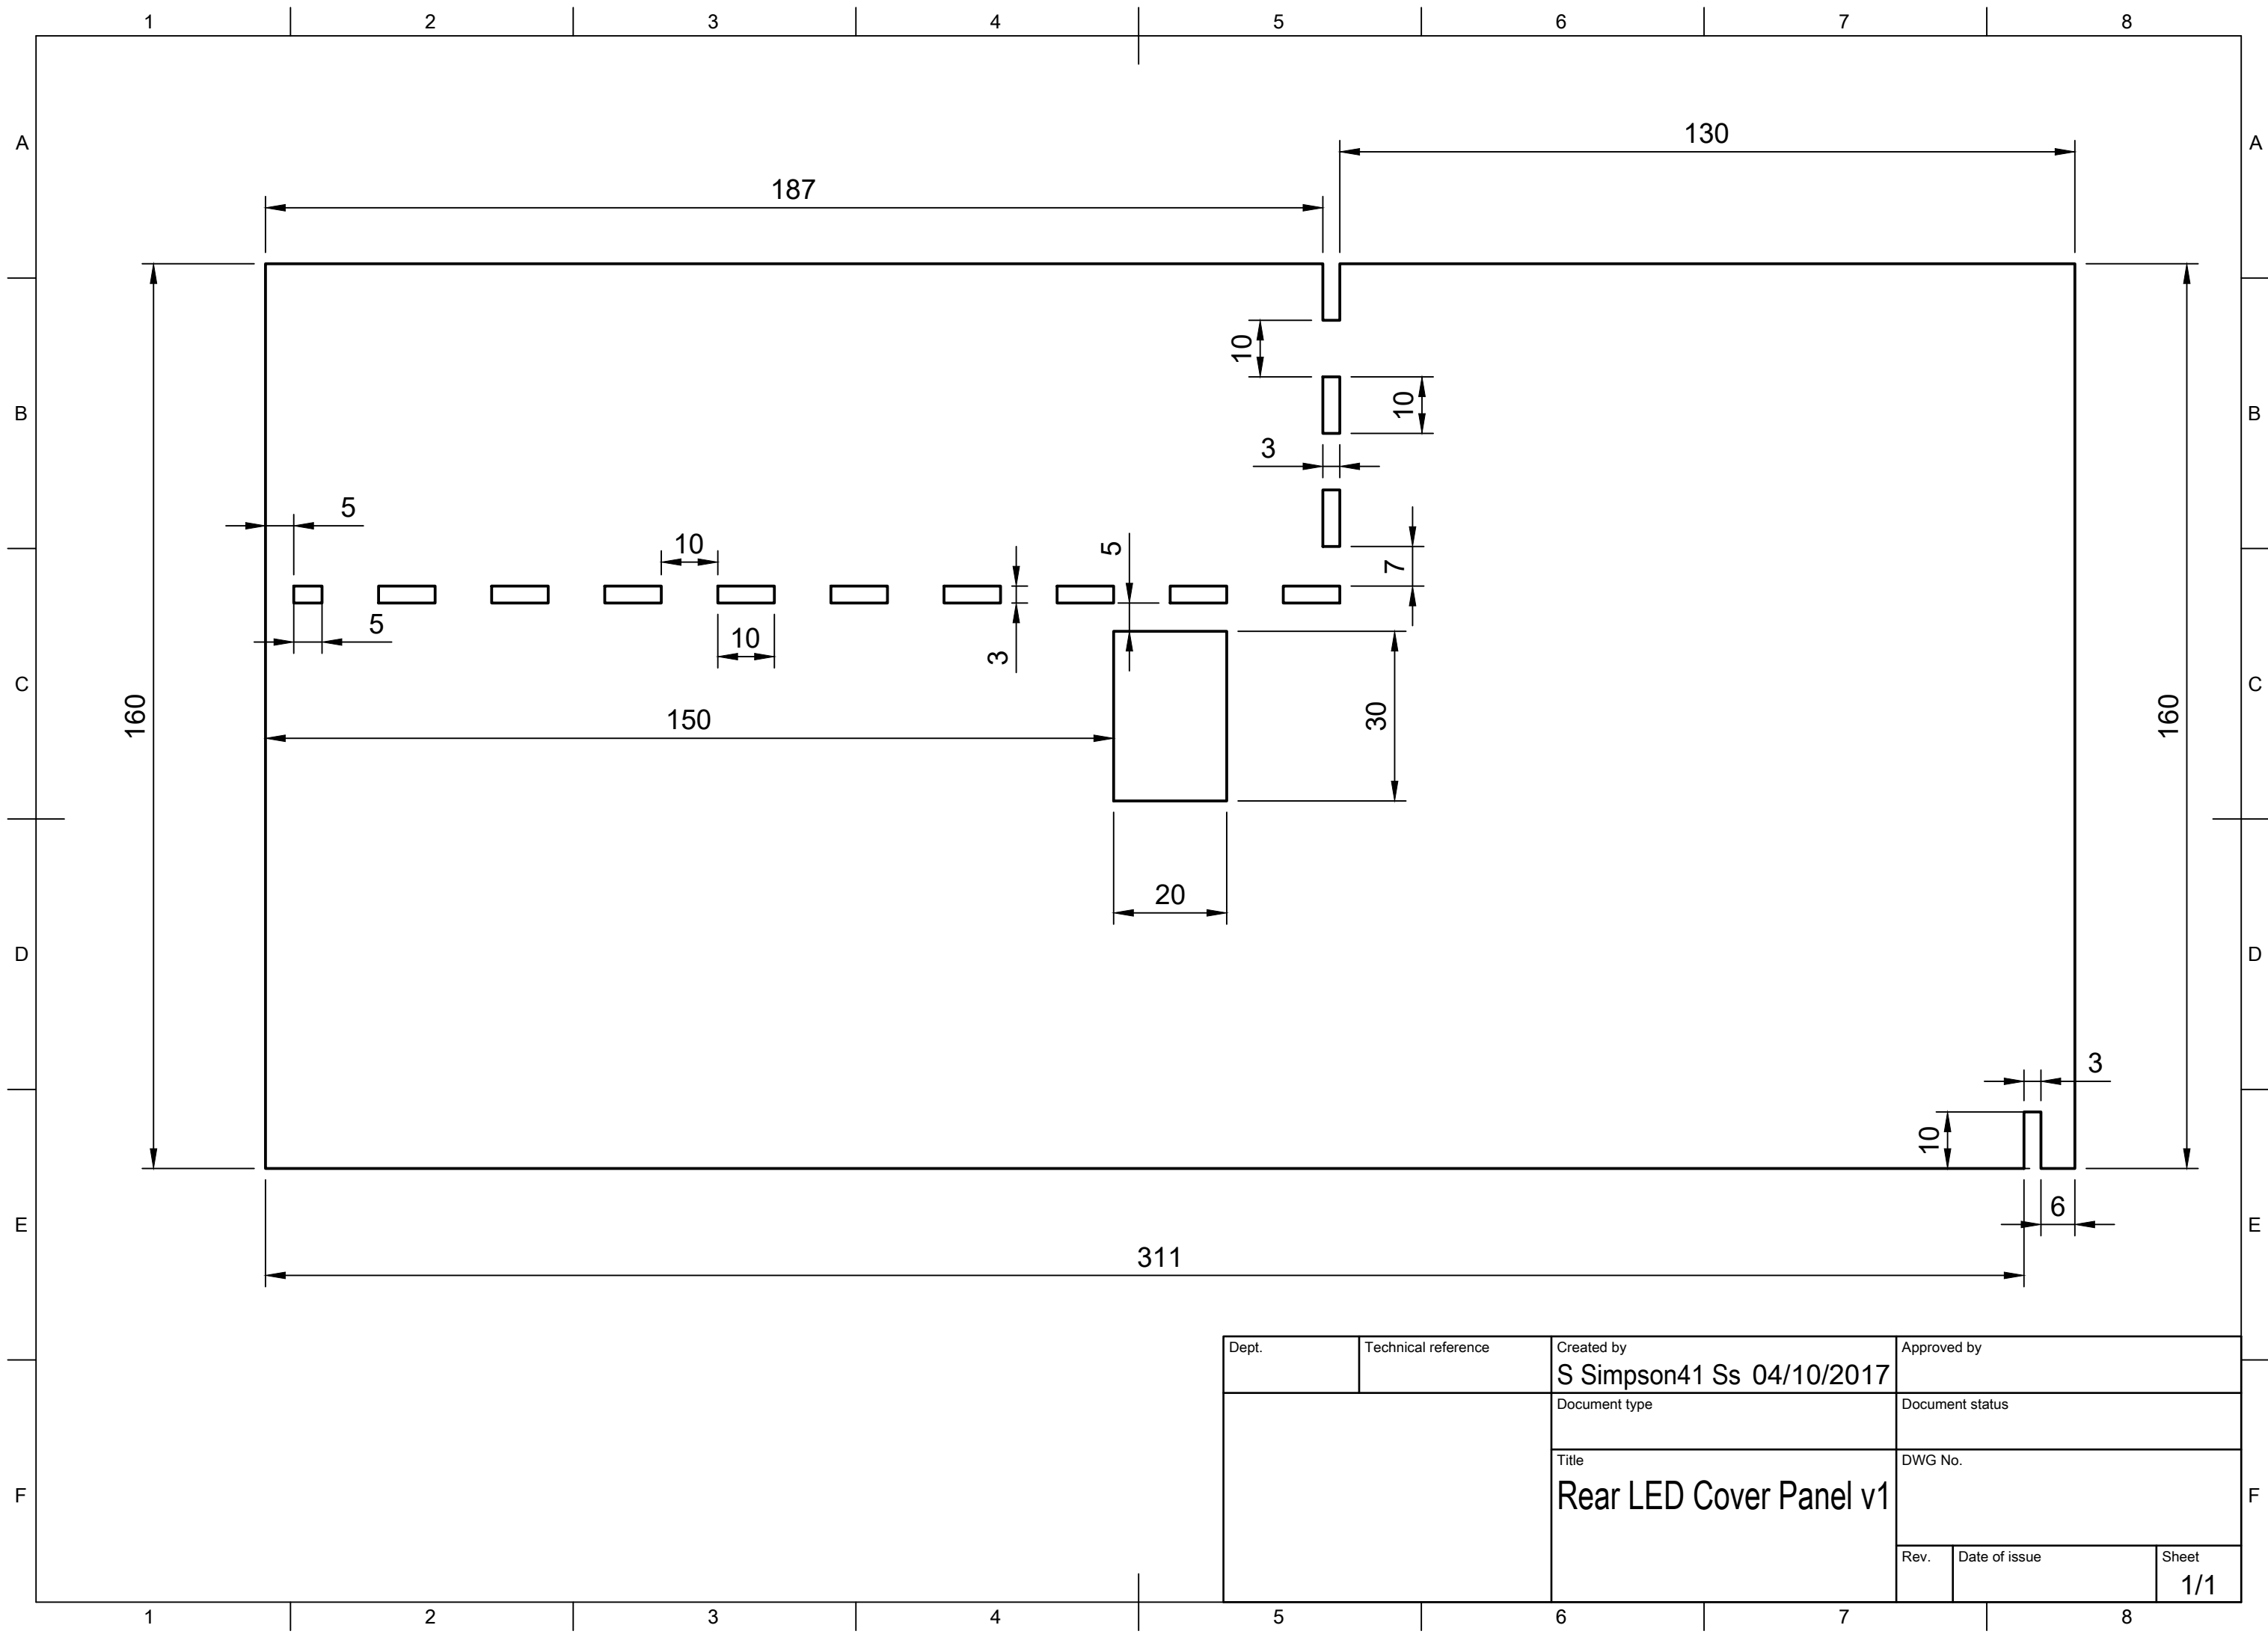 1 2 3 4 5 6 7 8
A A
130
187
10
B 10 B
3
5
10 5
7
5
10
3
C C
160 150 30 160
20
D D
3
10
6
E E
311
Dept. Technical reference Created by Approved by
S Simpson41 Ss 04/10/2017
Document type Document status
Title DWG No.
Rear LED Cover Panel v1
F F
Rev. Date of issue Sheet
1/1
1 2 3 4 5 6 7 8